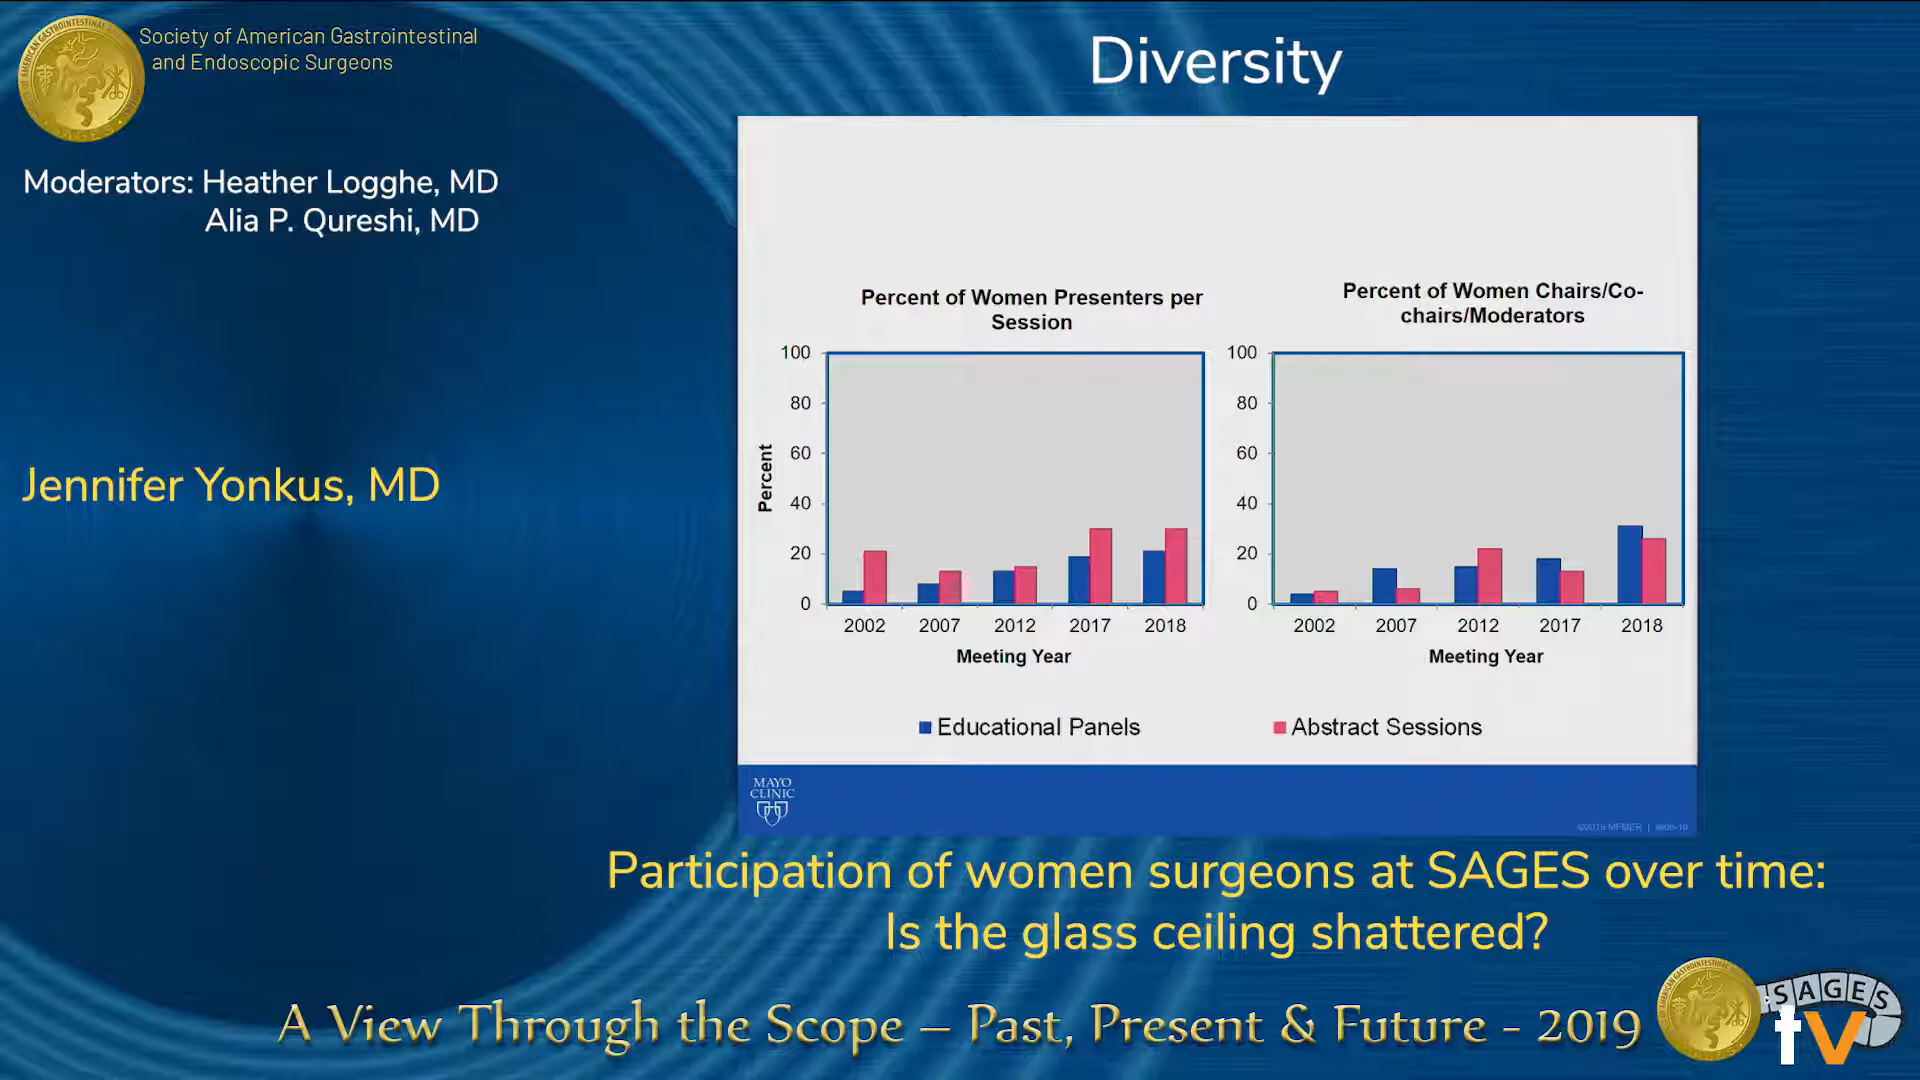 Society of American Gastrointestinal
and Endoscopic Surgeons
Diversity
Moderators: Heather Logghe, MD
Alia P. Qureshi, MD
Jennifer Yonkus, MD
Percent of Women Presenters per
Session
100
80
60
40
20
0
Percent
2002 2007 2012 2017 2018
Meeting Year
Percent of Women Chairs/Co-
chairs/Moderators
100
80
60
40
20
0
2002 2007 2012 2017 2018
Meeting Year
Educational Panels
Abstract Sessions
MAYO
CLINIC
©2019 MFMER |
Participation of women surgeons at SAGES over time:
Is the glass ceiling shattered?
A View Through the Scope – Past, Present & Future - 2019
SAGES
tv